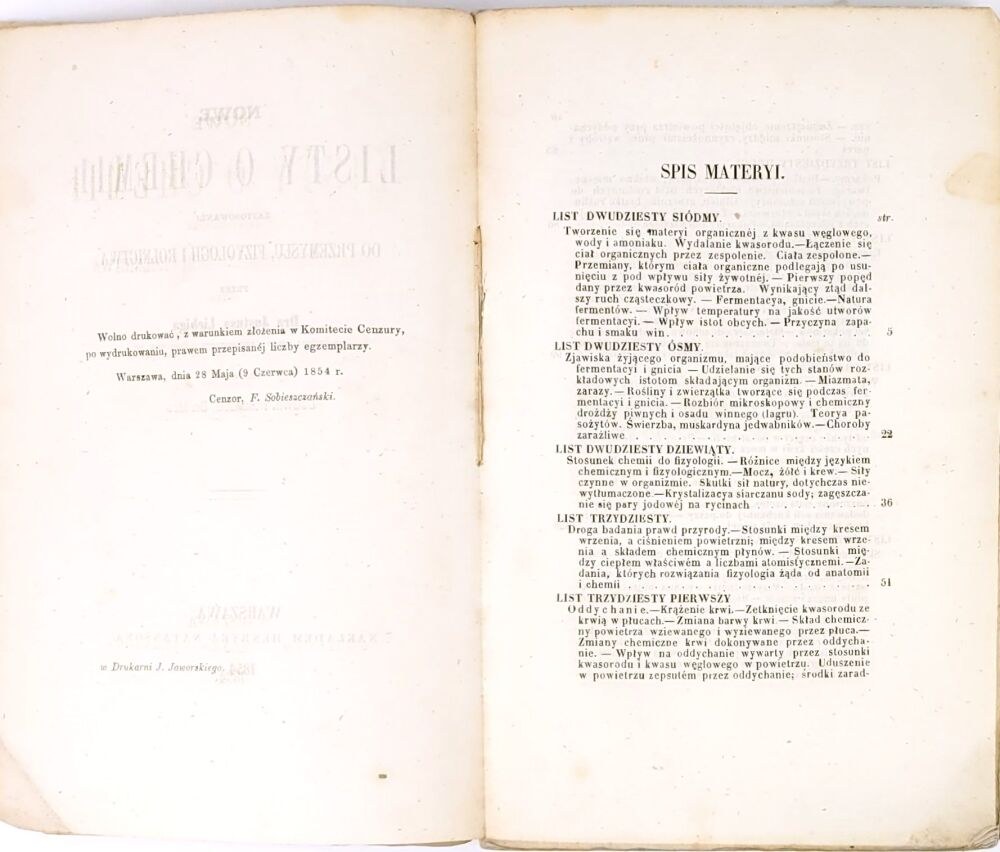 Wolno drukować, z warunkiem złożenia w Komitecie Cenzury,
po wydrukowaniu, prawem przepisanéj liczby egzemplarzy.
Warszawa, dnia 28 Maja (9 Czerwca) 1854 r.
Cenzor, F. Sobieszczański.
w Drukarni J. Jaworskiego.
SPIS MATERYI.
LIST DWUDZIESTY SIÓDMY. str.
Tworzenie się materyi organicznéj z kwasu węglowego,
wody i amoniaku. Wydalanie kwasorodu.—Łączenie się
ciał organicznych przez zespolenie. Ciała zespolone.—
Przemiany, którym ciała organiczne podlegają po usu-
nięciu z pod wpływu siły żywotnéj. — Pierwszy popęd
dany przez kwasoród powietrza. Wynikający ztąd dal-
szy ruch cząsteczkowy. — Fermentacya, gnicie.—Natura
fermentów. — Wpływ temperatury na jakość utworów
fermentacyi. — Wpływ istot obcych. — Przyczyna zapa-
chu i smaku win. . . . . . . . . . . . . . . . . . 5
LIST DWUDZIESTY ÓSMY.
Zjawiska żyjącego organizmu, mające podobieństwo do
fermentacyi i gnicia — Udzielanie się tych stanów roz-
kładowych istotom składającym organizm. — Miazmata,
zarazy.— Rośliny i zwierzątka tworzące się podczas fer-
mentacyi i gnicia.— Rozbiór mikroskopowy i chemiczny
drożdży piwnych i osadu winnego (lagru). Teorya pa-
sożytów. Świerzba, muskardyna jedwabników.—Choroby
zaraźliwe . . . . . . . . . . . . . . . . . . 22
LIST DWUDZIESTY DZIEWIĄTY.
Stosunek chemii do fizyologii. — Różnice między językiem
chemicznym i fizyologicznym.—Mocz, żółć i krew.— Siły
czynne w organizmie. Skutki sił natury, dotychczas nie-
wytłumaczone.—Krystalizacya siarczanu sody; zagęszcza-
nie się pary jodowéj na rycinach . . . . . . . . . 36
LIST TRZYDZIESTY.
Droga badania prawd przyrody.—Stosunki między kresem
wrzenia, a ciśnieniem powietrzni; między kresem wrze-
nia a składem chemicznym płynów. — Stosunki mię-
dzy ciepłem właściwém a liczbami atomistycznemi.—Za-
dania, których rozwiązania fizyologia żąda od anatomii
i chemii . . . . . . . . . . . . . . . . . . 51
LIST TRZYDZIESTY PIERWSZY
Oddychanie.—Krążenie krwi.—Zetknięcie kwasorodu ze
krwią w płucach.— Zmiana barwy krwi — Skład chemicz-
ny powietrza wziewanego i wyziewanego przez płuca.—
Zmiany chemiczne krwi dokonywane przez oddycha-
nie. — Wpływ na oddychanie wywarty przez stosunki
kwasorodu i kwasu węglowego w powietrzu. Uduszenie
w powietrzu zepsutém przez oddychanie; środki zarad-